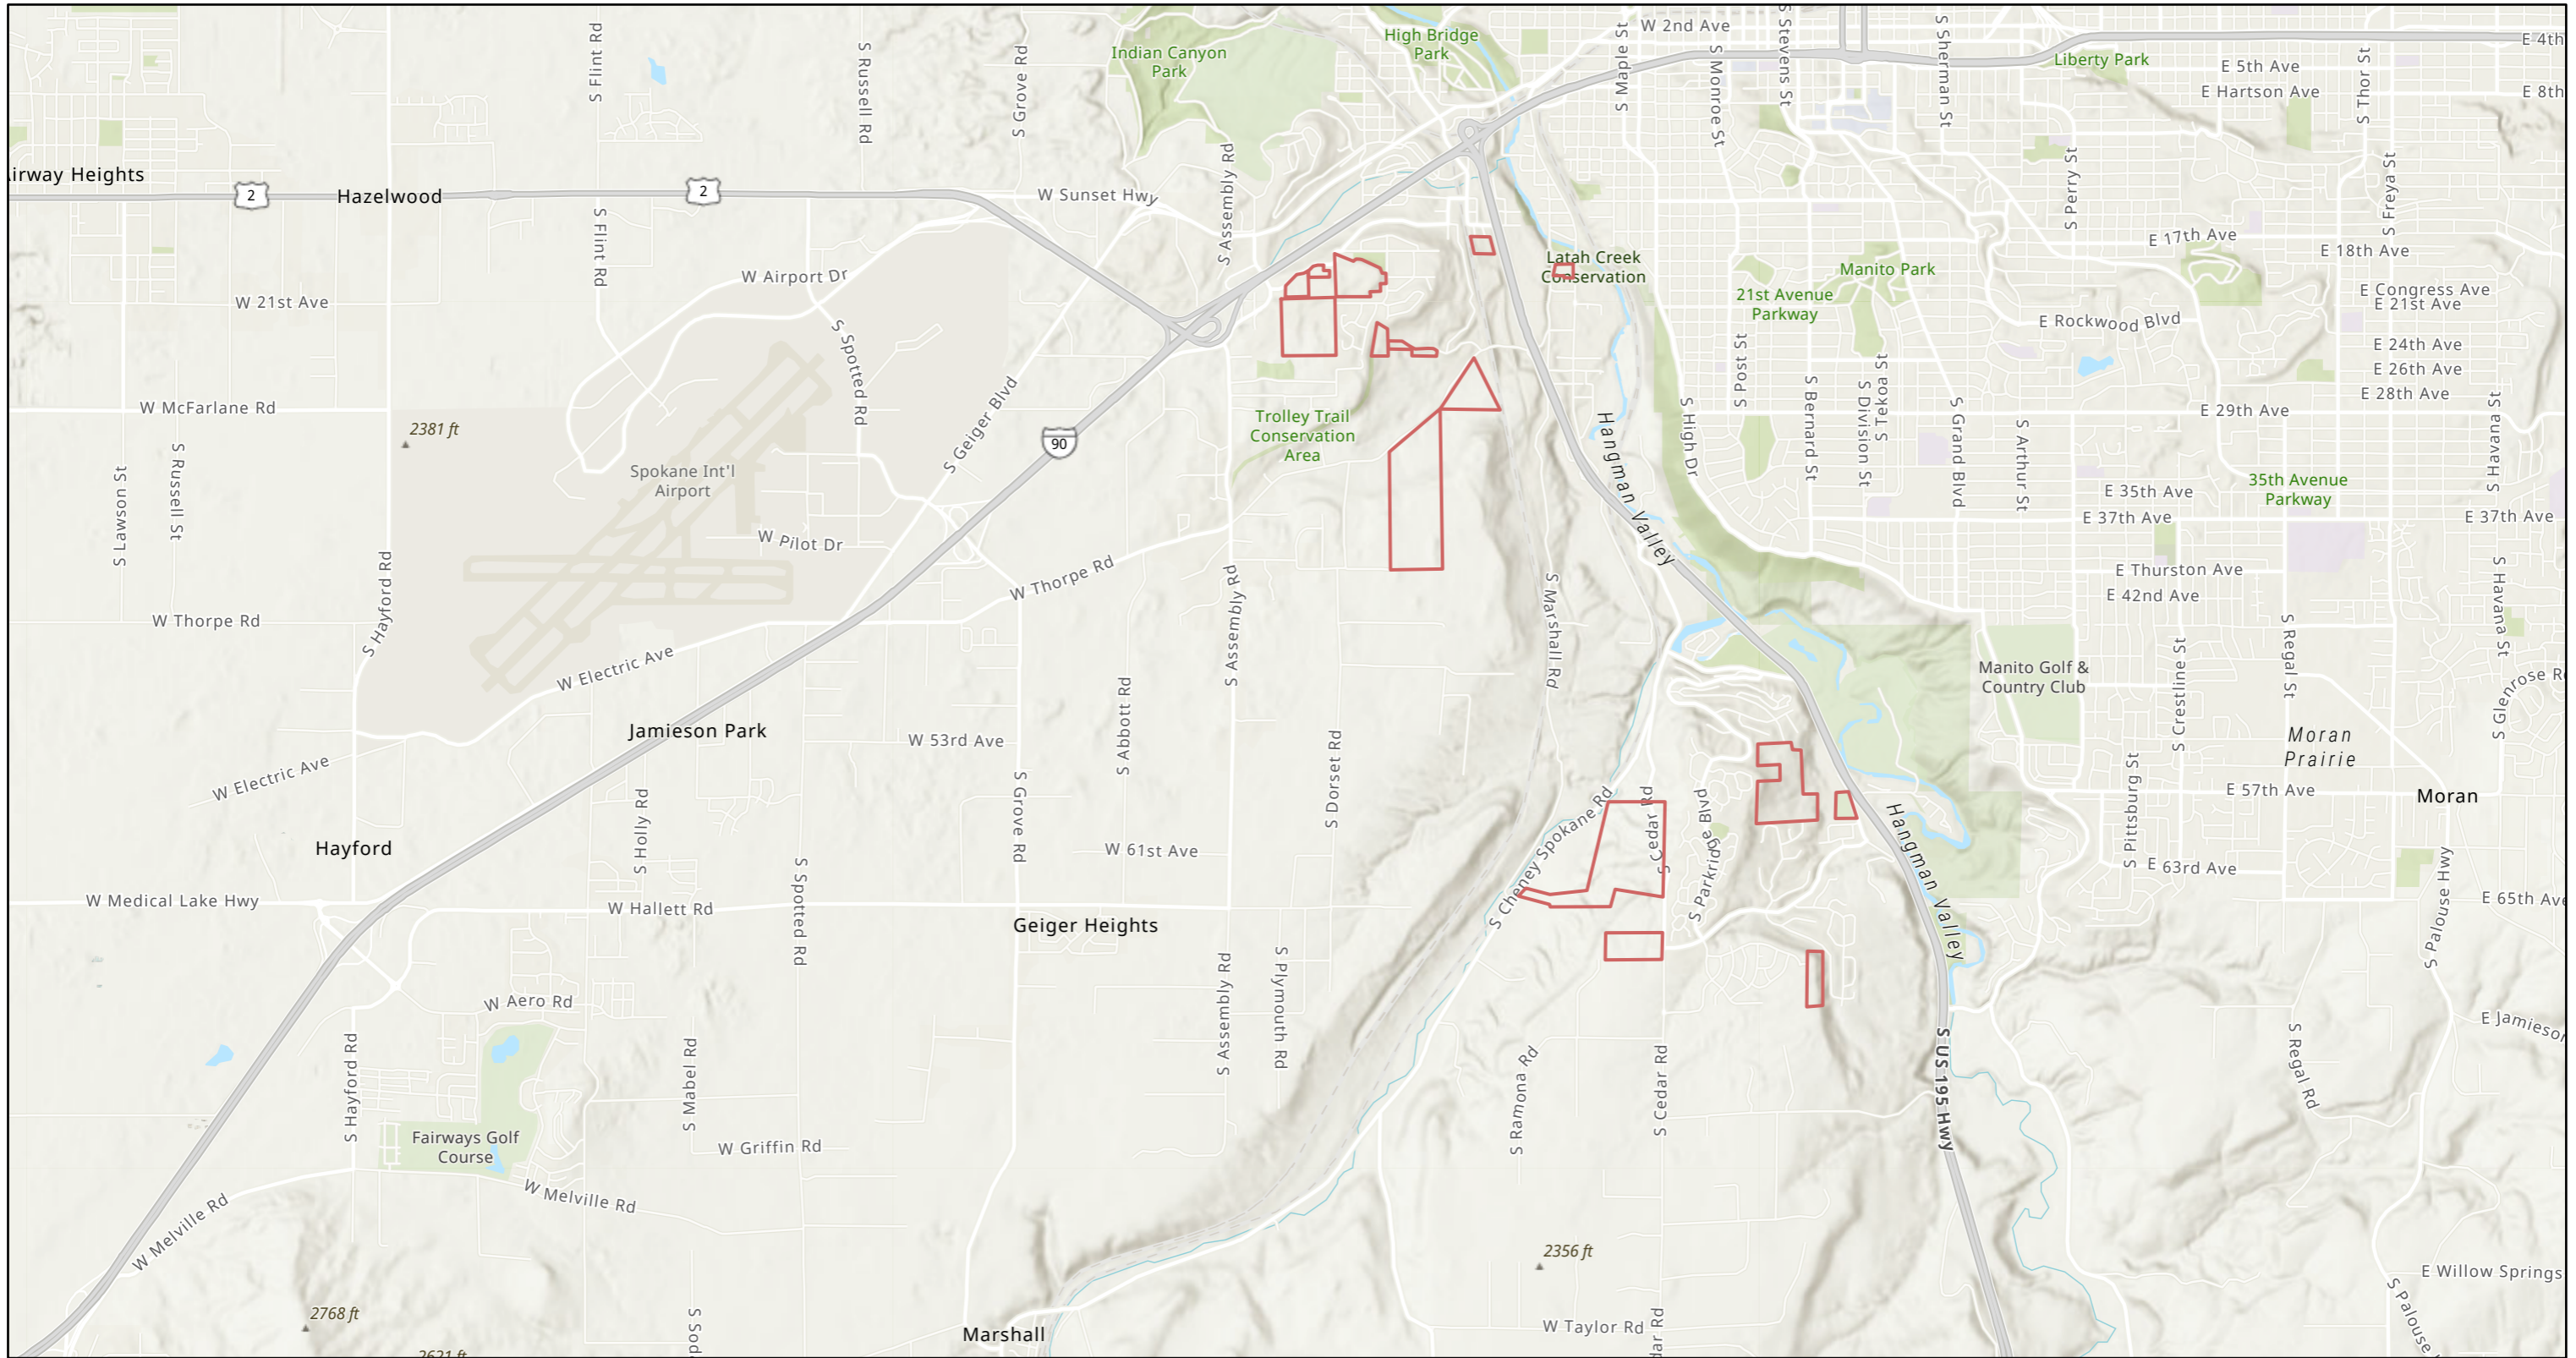 W 2nd Ave
High Bridge
Park
Indian Canyon
Park
S Flint Rd
S Russell Rd
S Grove Rd
S Maple St
S Monroe St
S Stevens St
S Sherman St
Liberty Park
E 4th
E 5th Ave
E Hartson Ave
E 8th
S Thor St
S Perry St
S Freya St
Airway Heights
2
Hazelwood
2
W Sunset Hwy
S Assembly Rd
S Flint Rd
E 17th Ave
E 18th Ave
Latah Creek
Conservation
Manito Park
W Airport Dr
W 21st Ave
21st Avenue
Parkway
E Congress Ave
E 21st Ave
E Rockwood Blvd
E 24th Ave
E 26th Ave
E 28th Ave
E 29th Ave
S Spotted Rd
S Post St
S Bernard St
S Division St
S Tekoa St
S High Dr
S Grand Blvd
S Arthur St
S Havana St
W McFarlane Rd
2381 ft
S Geiger Blvd
90
Trolley Trail
Conservation
Area
Hangman Valley
S Lawson St
S Russell St
Spokane Int'l
Airport
E 35th Ave
35th Avenue
Parkway
E 37th Ave
E 37th Ave
W Pilot Dr
W Thorpe Rd
E Thurston Ave
E 42nd Ave
S Havana St
S Hayford Rd
W Thorpe Rd
S Assembly Rd
S Marshall Rd
S Regal St
W Electric Ave
Manito Golf &
Country Club
S Crestline St
S Glenrose Rd
Jamieson Park
S Abbott Rd
W 53rd Ave
S Dorset Rd
Moran
Prairie
W Electric Ave
S Holly Rd
S Grove Rd
S Cheney Spokane Rd
S Cedar Rd
S Parkridge Blvd
Hangman Valley
S Pittsburg St
E 57th Ave
Moran
Hayford
W 61st Ave
E 63rd Ave
S Palouse Hwy
W Medical Lake Hwy
W Hallett Rd
S Spotted Rd
Geiger Heights
E 65th Ave
S Assembly Rd
S Plymouth Rd
W Aero Rd
S Hayford Rd
S Mabel Rd
S Ramona Rd
S Cedar Rd
S US 195 Hwy
S Regal Rd
E Jamieson
Fairways Golf
Course
W Griffin Rd
W Melville Rd
W Melville Rd
2356 ft
E Willow Springs
S Palouse
2768 ft
Marshall
W Taylor Rd
2621 ft